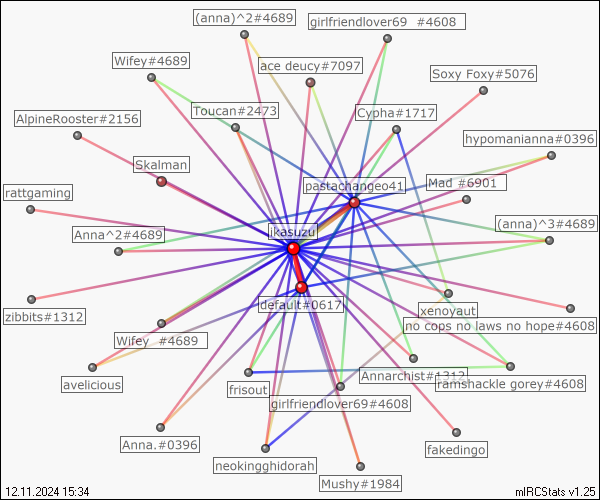 (anna)^2#4689
girlfriendlover69 #4608
Wifey#4689
ace deucy#7097
Soxy Foxy#5076
Toucan#2473
Cypha#1717
AlpineRooster#2156
hypomanianna#0396
Skalman
pastachangeo41
Mad #6901
rattgaming
(anna)^3#4689
Anna^2#4689
ikasuzu
default#0617
xenoyaut
zibbits#1312
no cops no laws no hope#4608
Wifey #4689
avelicious
frisout
Annarchist#1312
ramshackle gorey#4608
girlfriendlover69#4608
Anna.#0396
fakedingo
neokingghidorah
Mushy#1984
12.11.2024 15:34
mIRCStats v1.25